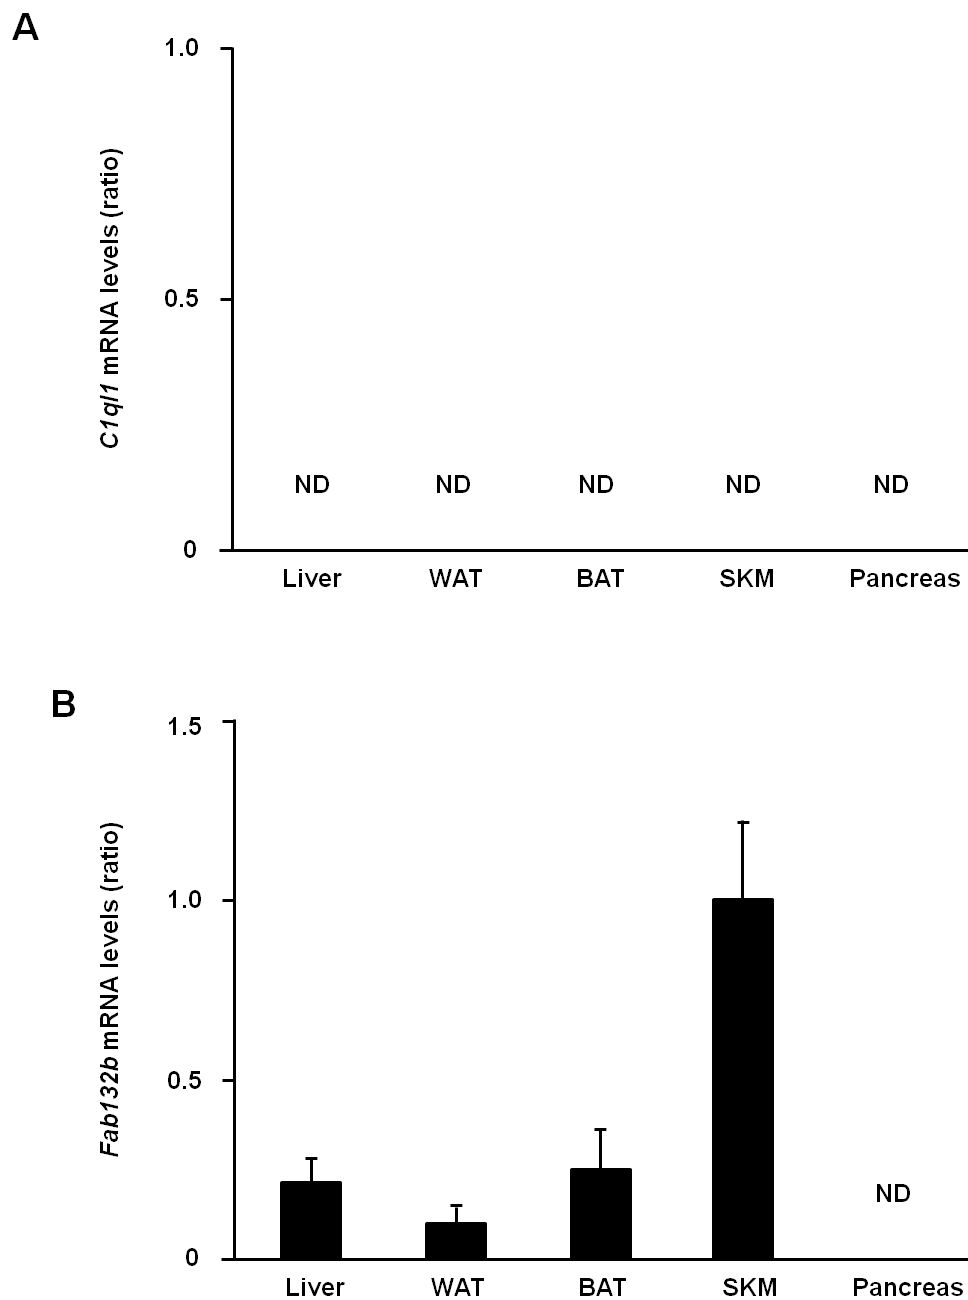 A
1.0
C1ql1 mRNA levels (ratio)
0.5
ND ND ND ND ND
0
Liver WAT BAT SKM Pancreas
B
1.5
Fab132b mRNA levels (ratio)
1.0
0.5
ND
0
Liver WAT BAT SKM Pancreas